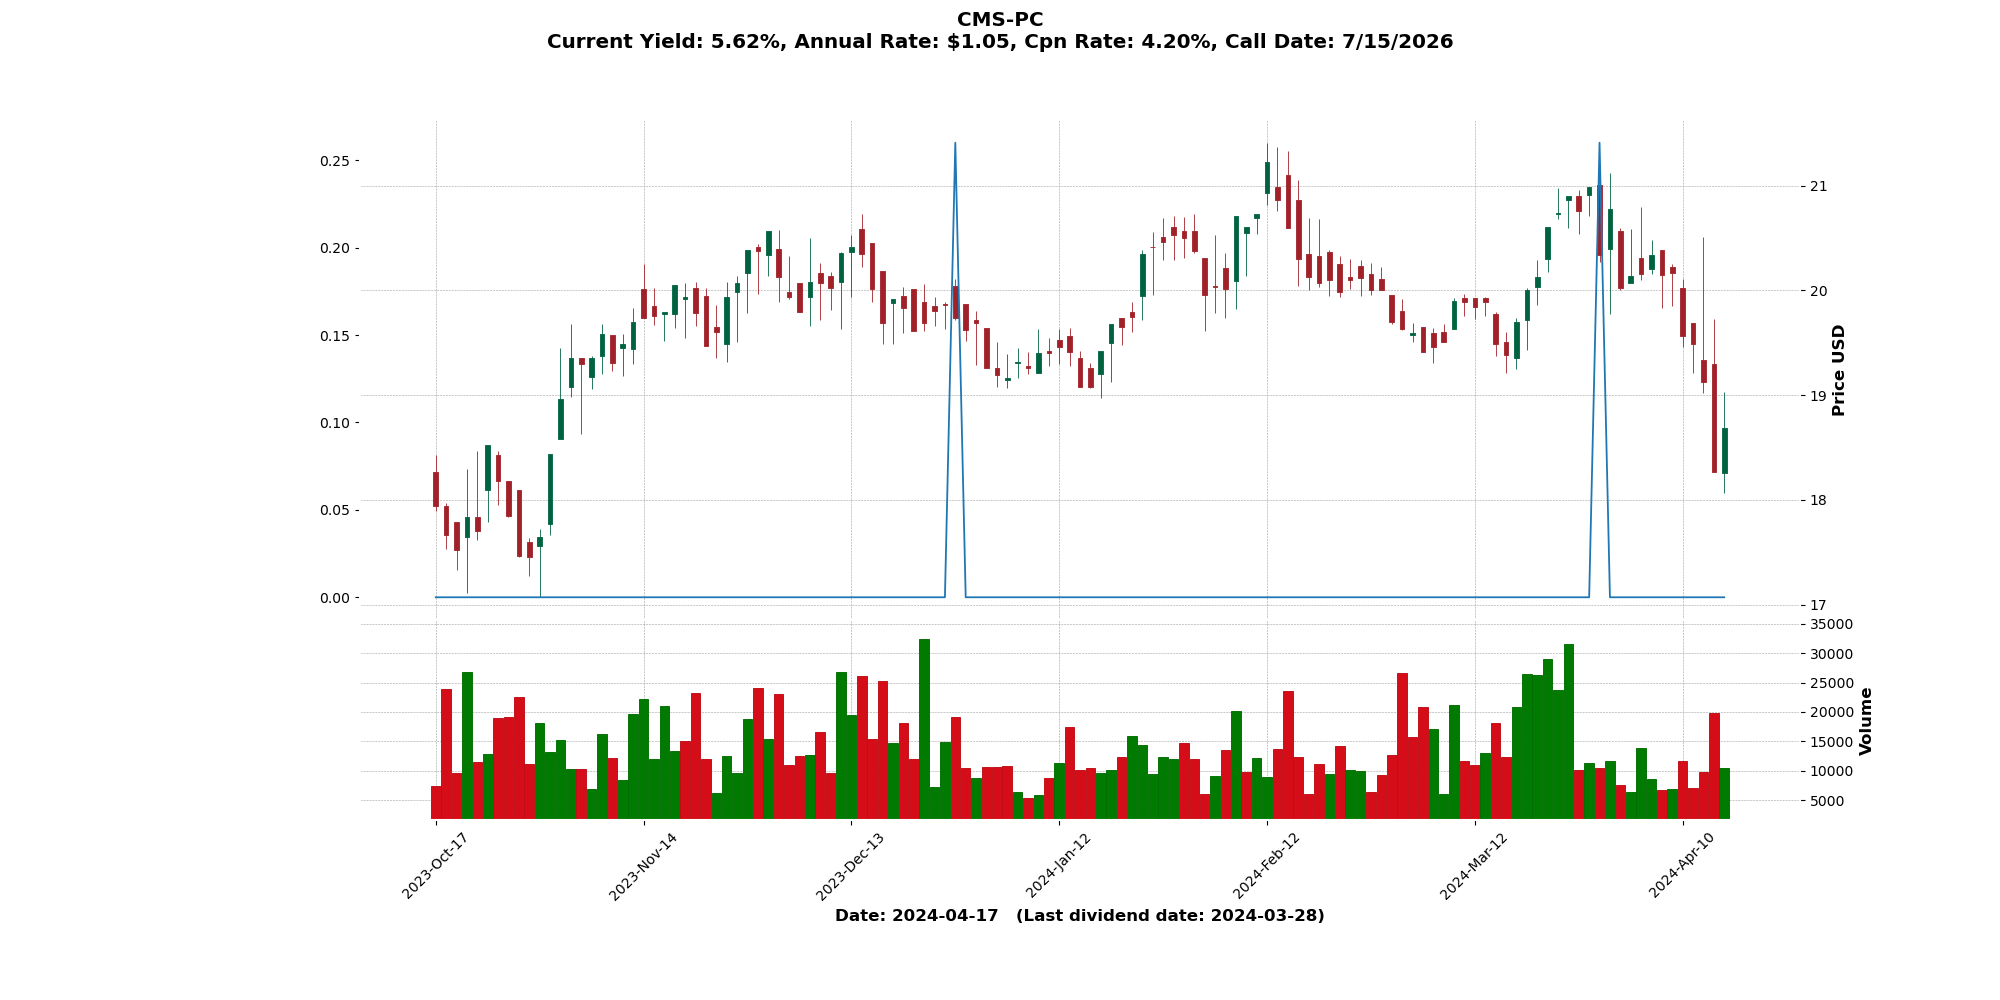 CMS-PC
Current Yield: 5.62%, Annual Rate: $1.05, Cpn Rate: 4.20%, Call Date: 7/15/2026
0.25
0.20
0.15
0.10
0.05
0.00
21
20
19
18
17
Price USD
35000
30000
25000
20000
15000
10000
5000
Volume
2023-Oct-17
2023-Nov-14
2023-Dec-13
2024-Jan-12
2024-Feb-12
2024-Mar-12
2024-Apr-10
Date: 2024-04-17 (Last dividend date: 2024-03-28)